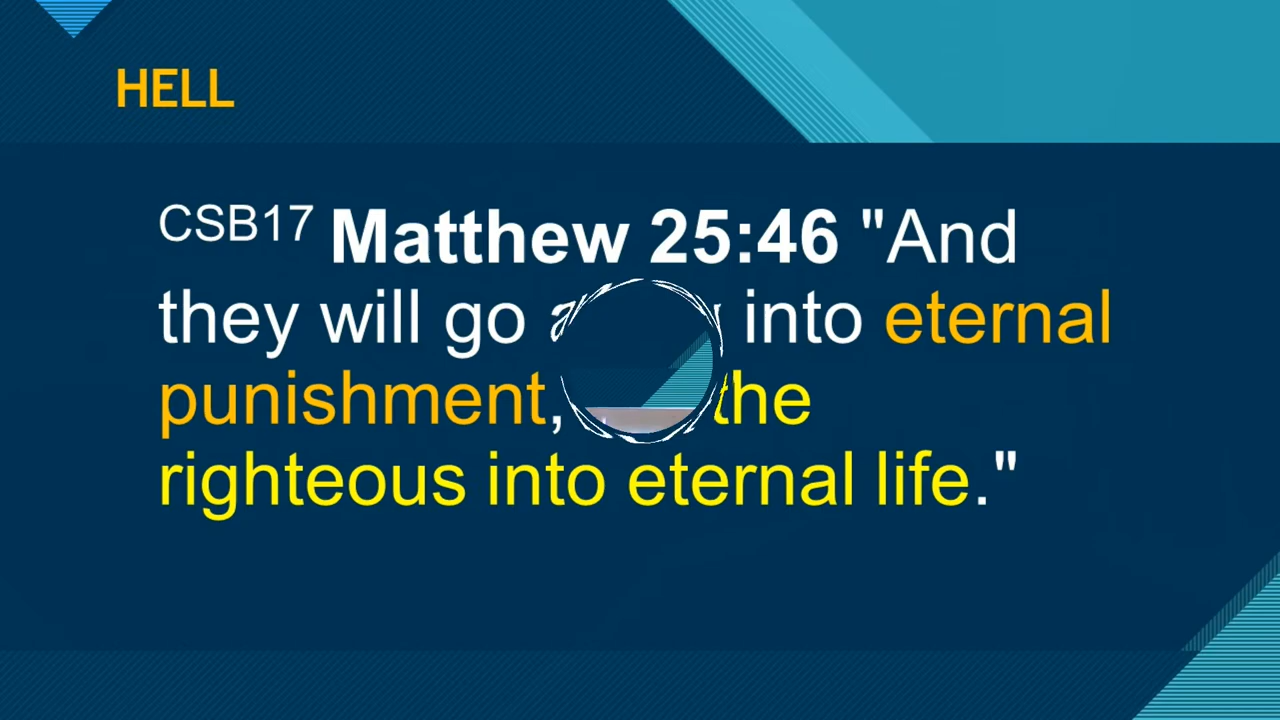 HELL
CSB17 Matthew 25:46 "And
they will go into eternal
punishment, the
righteous into eternal life."